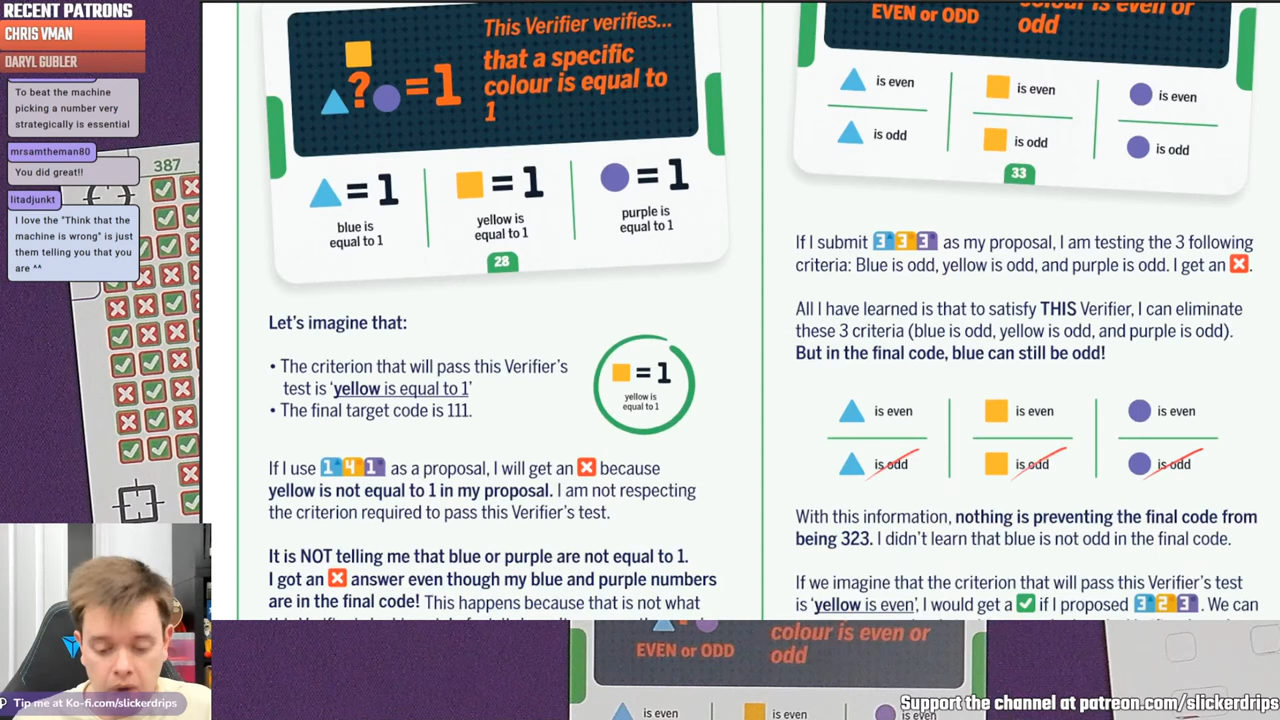 RECENT PATRONS
CHRIS VMAN
DARYL GUBLER
To beat the machine
picking a number very
strategically is essential
mrsamtheman80
You did great!!
litadjunkt
I love the "Think that the
machine is wrong" is just
them telling you that you
are ^^
387
This Verifier verifies...
that a specific
colour is equal to
1
? =1
=1
blue is
equal to 1
=1
yellow is
equal to 1
=1
purple is
equal to 1
28
Let's imagine that:
• The criterion that will pass this Verifier's
test is 'yellow is equal to 1'
• The final target code is 111.
=1
yellow is
equal to 1
If I use 1 4 1 as a proposal, I will get an X because
yellow is not equal to 1 in my proposal. I am not respecting
the criterion required to pass this Verifier's test.
It is NOT telling me that blue or purple are not equal to 1.
I got an X answer even though my blue and purple numbers
are in the final code! This happens because that is not what
EVEN or ODD
colour is even or
odd
is even
is even
is even
is odd
is odd
is odd
33
If I submit 3 3 3 as my proposal, I am testing the 3 following
criteria: Blue is odd, yellow is odd, and purple is odd. I get an X.
All I have learned is that to satisfy THIS Verifier, I can eliminate
these 3 criteria (blue is odd, yellow is odd, and purple is odd).
But in the final code, blue can still be odd!
is even
is even
is even
is odd
is odd
is odd
With this information, nothing is preventing the final code from
being 323. I didn't learn that blue is not odd in the final code.
If we imagine that the criterion that will pass this Verifier's test
is 'yellow is even', I would get a ✓ if I proposed 3 2 3. We can
EVEN or ODD
colour is even or
odd
is even
is even
is even
Tip me at Ko-fi.com/slickerdrips
Support the channel at patreon.com/slickerdrips